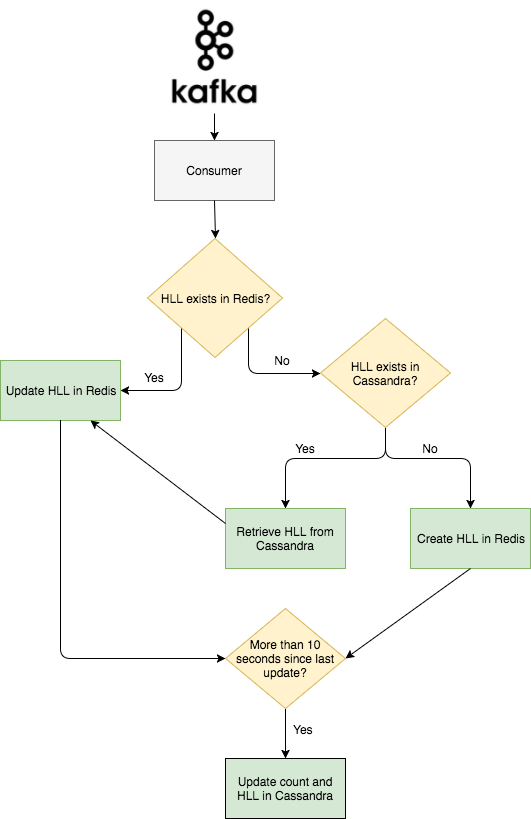 kafka
Consumer
HLL exists in Redis?
Yes
No
HLL exists in
Cassandra?
Update HLL in Redis
Yes
No
Retrieve HLL from
Cassandra
Create HLL in Redis
More than 10
seconds since last
update?
Yes
Update count and
HLL in Cassandra